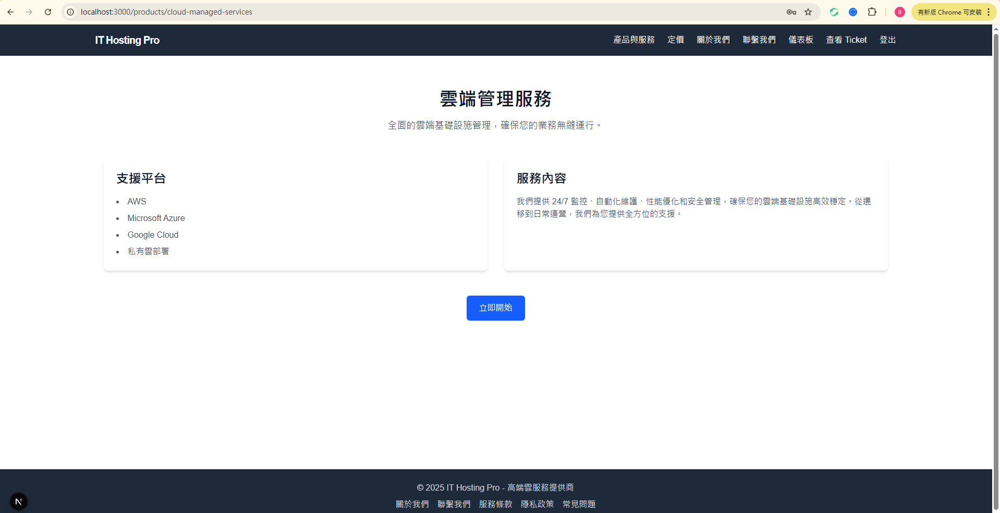 localhost:3000/products/cloud-managed-services
B
有新版 Chrome 可安裝
IT Hosting Pro
產品與服務 定價 關於我們 聯繫我們 儀表板 查看 Ticket 登出
雲端管理服務
全面的雲端基礎設施管理，確保您的業務無縫運行。
支援平台
• AWS
• Microsoft Azure
• Google Cloud
• 私有雲部署
服務內容
我們提供 24/7 監控、自動化維護、性能優化和安全管理，確保您的雲端基礎設施高效穩定。從遷
移到日常運營，我們為您提供全方位的支援。
立即開始
© 2025 IT Hosting Pro - 高端雲服務提供商
關於我們 聯繫我們 服務條款 隱私政策 常見問題
N